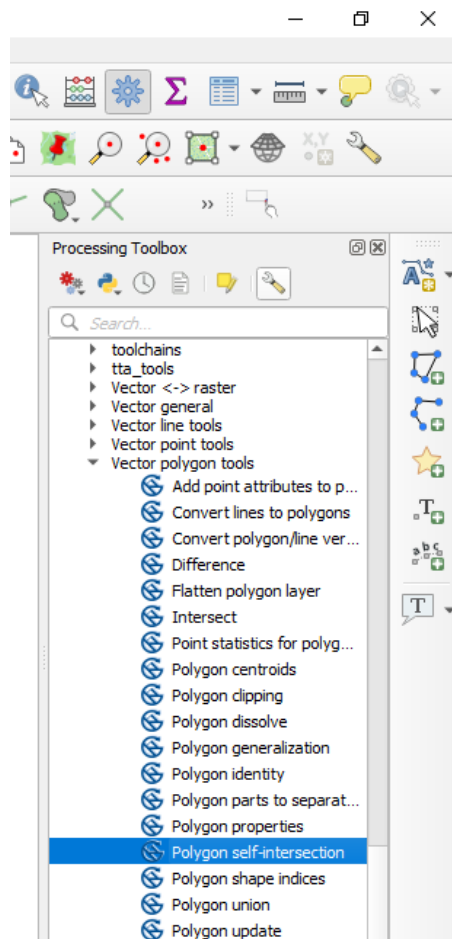 X,Y
»
Processing Toolbox
Search...
toolchains
tta_tools
Vector <-> raster
Vector general
Vector line tools
Vector point tools
Vector polygon tools
Add point attributes to p...
Convert lines to polygons
Convert polygon/line ver...
Difference
Flatten polygon layer
Intersect
Point statistics for polyg...
Polygon centroids
Polygon clipping
Polygon dissolve
Polygon generalization
Polygon identity
Polygon parts to separat...
Polygon properties
Polygon self-intersection
Polygon shape indices
Polygon union
Polygon update
T
a b c
T